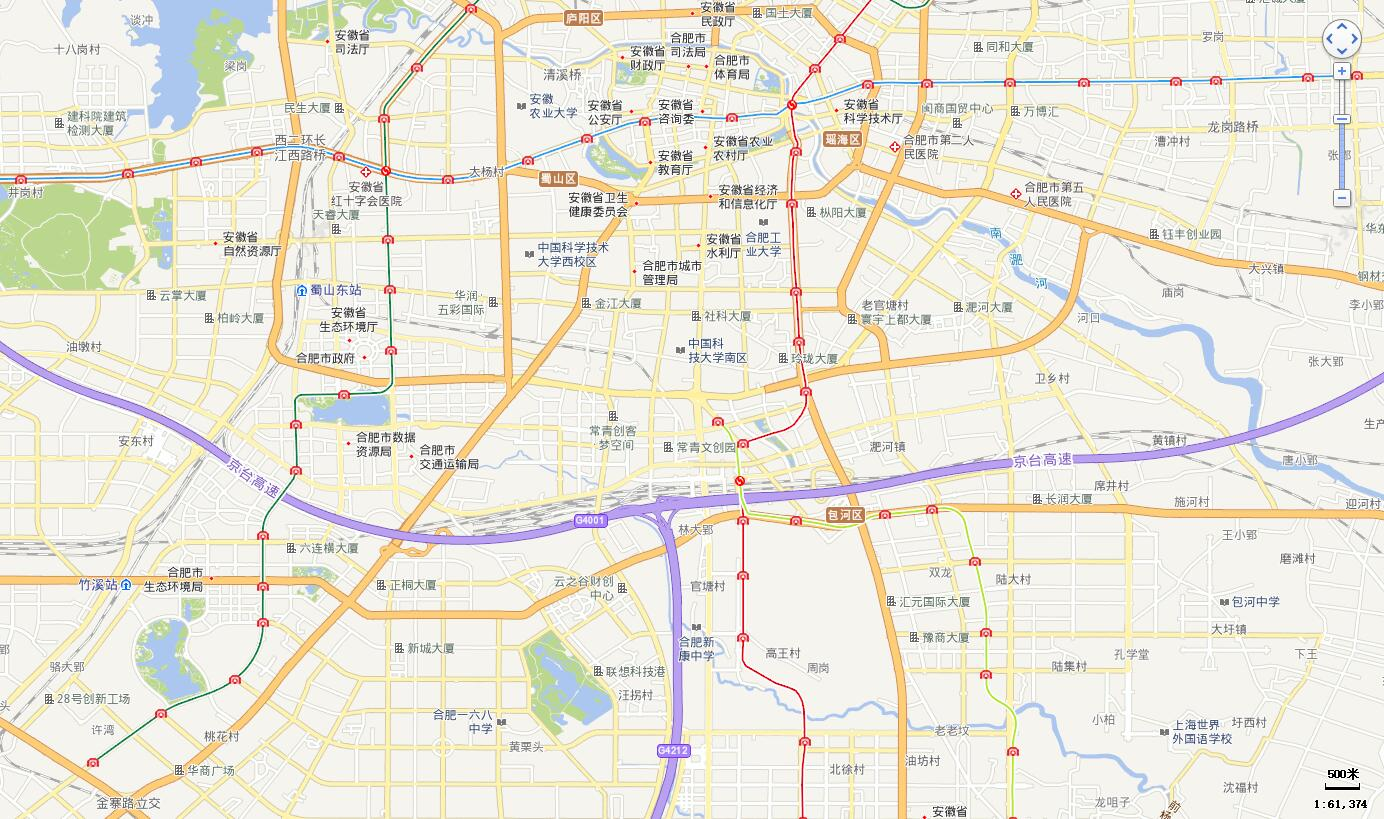 谈冲
庐阳区
安徽省
民政厅
国士大厦
罗岗
安徽省
司法厅
合肥市
司法局
同和大厦
十八岗村
安徽省
财政厅
合肥市
体育局
梁岗
清溪桥
安徽
农业大学
安徽省
公安厅
安徽省
咨询委
安徽省
科学技术厅
闽商国贸中心
万博汇
民生大厦
建科院建筑
检测大厦
龙岗路桥
西二环长
江西路桥
安徽省农业
农村厅
瑶海区
合肥市第二人
民医院
漕冲村
张郢
安徽省
教育厅
太杨村
蜀山区
井岗村
安徽省
红十字会医院
安徽省卫生
健康委员会
安徽省经济
和信息化厅
合肥市第五
人民医院
天睿大厦
枞阳大厦
安徽省
自然资源厅
中国科学技术
大学西校区
安徽省
水利厅
合肥工
业大学
南
淝
河
钰丰创业园
华东
合肥市城市
管理局
大兴镇
钢材
蜀山东站
云掌大厦
华润
五彩国际
金江大厦
老官塘村
寰宇上都大厦
淝河大厦
庙岗
李小郢
柏岭大厦
安徽省
生态环境厅
社科大厦
河口
油墩村
合肥市政府
中国科
技大学南区
玲珑大厦
张大郢
卫乡村
安东村
合肥市数据
资源局
合肥市
交通运输局
常青创客
梦空间
常青文创园
淝河镇
黄镇村
生产
京台高速
京台高速
唐小郢
席井村
长润大厦
施河村
迎河村
G4001
包河区
林大郢
王小郢
六连横大厦
磨滩村
竹溪站
合肥市
生态环境局
正桐大厦
云之谷财创
中心
官塘村
双龙
陆大村
汇元国际大厦
包河中学
大圩镇
豫商大厦
合肥新
康中学
新城大厦
高王村
孔学堂
下王
骆大郢
联想科技港
周岗
陆集村
28号创新工场
汪拐村
小柏
圩西村
许湾
桃花村
合肥一六八
中学
老老坟
上海世界
外国语学校
黄栗头
G4212
油坊村
华商广场
北徐村
500米
沈福村
金寨路立交
龙咀子
1:61,374
安徽省